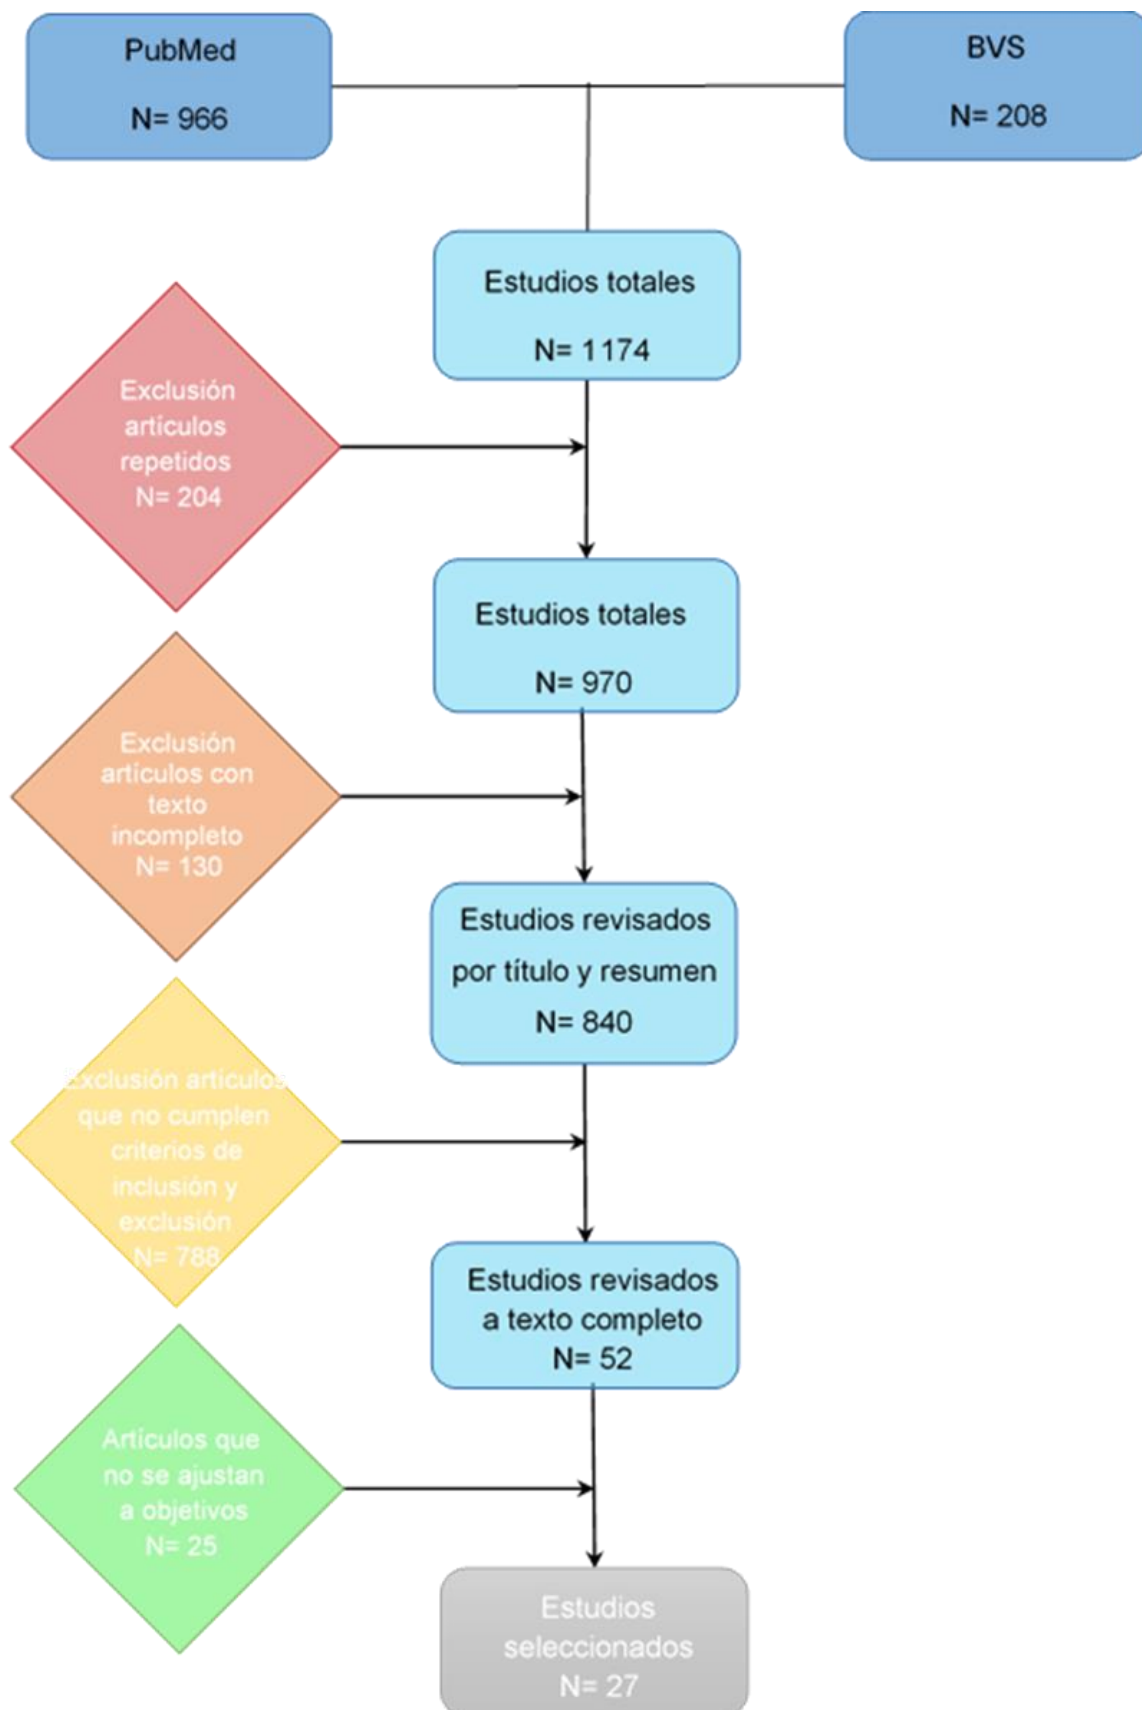 PubMed
N= 966
BVS
N= 208
Estudios totales
N= 1174
Exclusión
artículos
repetidos
N= 204
Estudios totales
N= 970
Exclusión
artículos con
texto
incompleto
N= 130
Estudios revisados
por título y resumen
N= 840
Exclusión artículos
que no cumplen
criterios de
inclusión y
exclusión
N= 788
Estudios revisados
a texto completo
N= 52
Artículos que
no se ajustan
a objetivos
N= 25
Estudios
seleccionados
N= 27